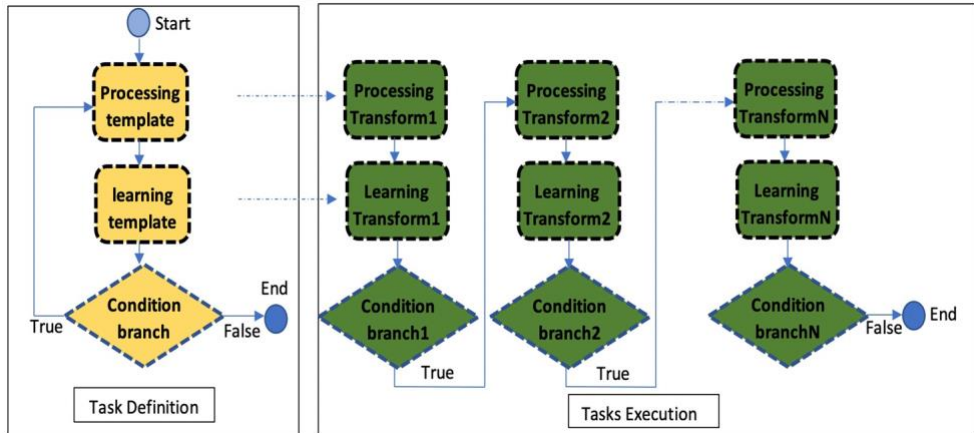 Start
Processing
template
learning
template
Condition
branch
True
False
End
Task Definition
Processing
Transform1
Learning
Transform1
Condition
branch1
True
Processing
Transform2
Learning
Transform2
Condition
branch2
True
Processing
TransformN
Learning
TransformN
Condition
branchN
False
End
Tasks Execution